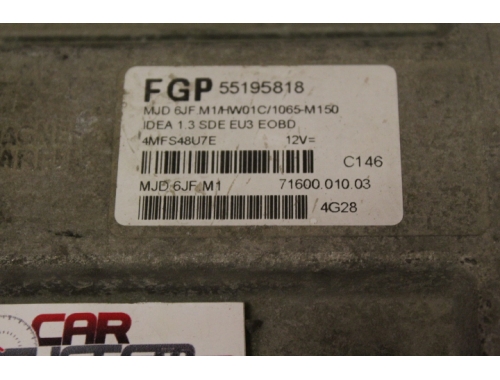 FGP 55195818
MJD 6JF M1/HW01C/1065-M150
IDEA 1.3 SDE EU3 EOBD
4MFS48U7E 12V=
C146
MJD 6JF M1 71600.010.03
4G28
CAR